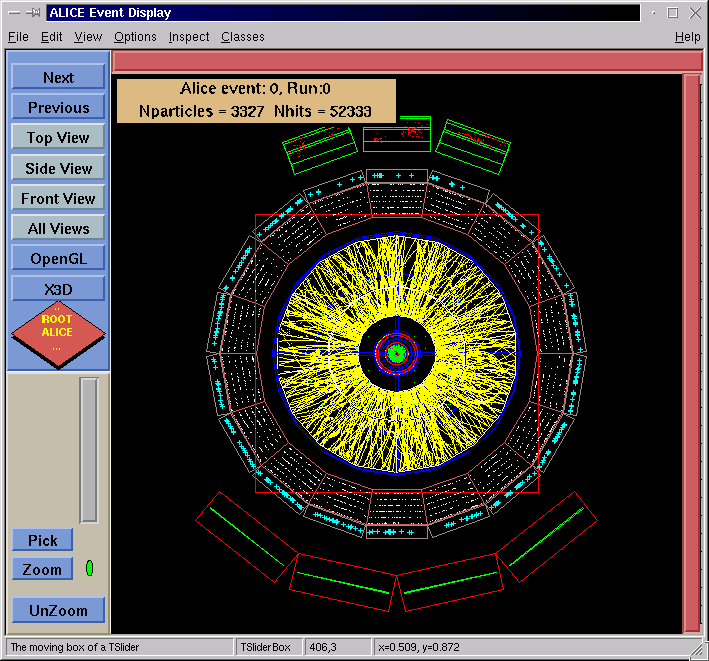 ALICE Event Display
File Edit View Options Inspect Classes Help
Next
Previous
Top View
Side View
Front View
All Views
OpenGL
X3D
ROOT
ALICE
...
Alice event: 0, Run:0
Nparticles = 3327 Nhits = 52333
Pick
Zoom
UnZoom
The moving box of a TSlider
TSliderBox
406,3
x=0.509, y=0.872